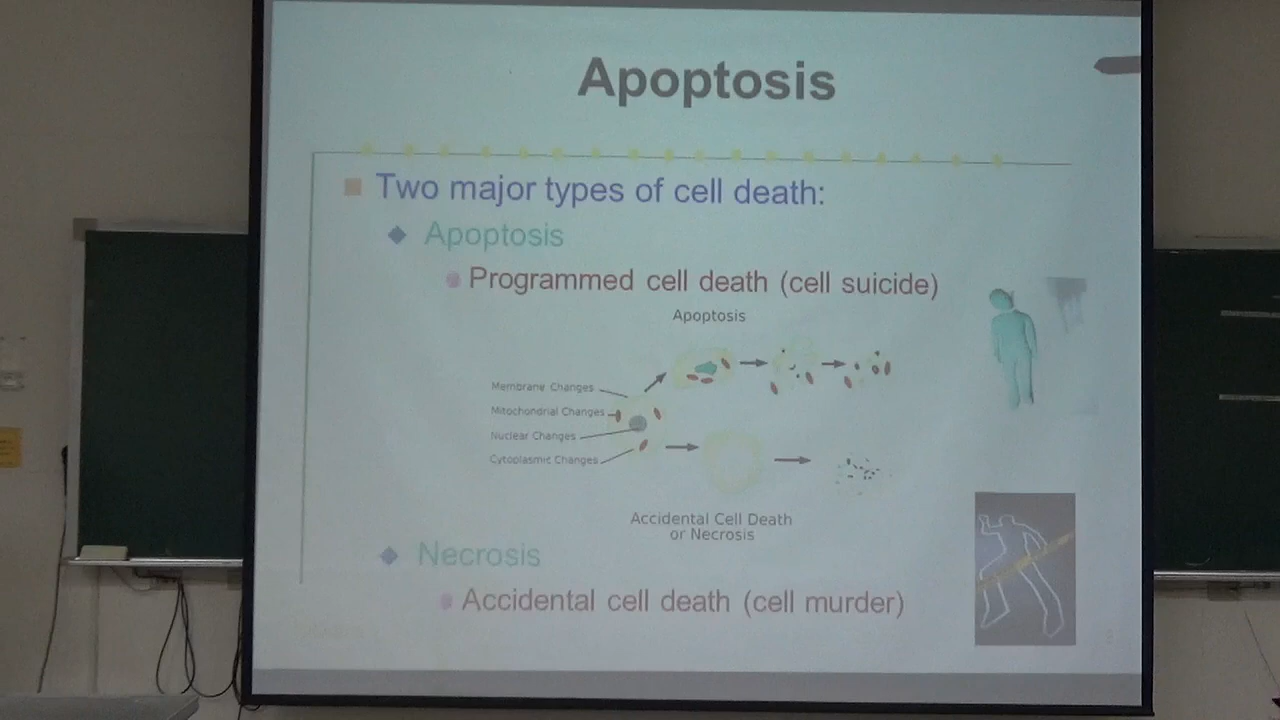 Apoptosis
Two major types of cell death:
Apoptosis
Programmed cell death (cell suicide)
Apoptosis
Membrane Changes
Mitochondrial Changes
Nuclear Changes
Cytoplasmic Changes
Accidental Cell Death
or Necrosis
Necrosis
Accidental cell death (cell murder)